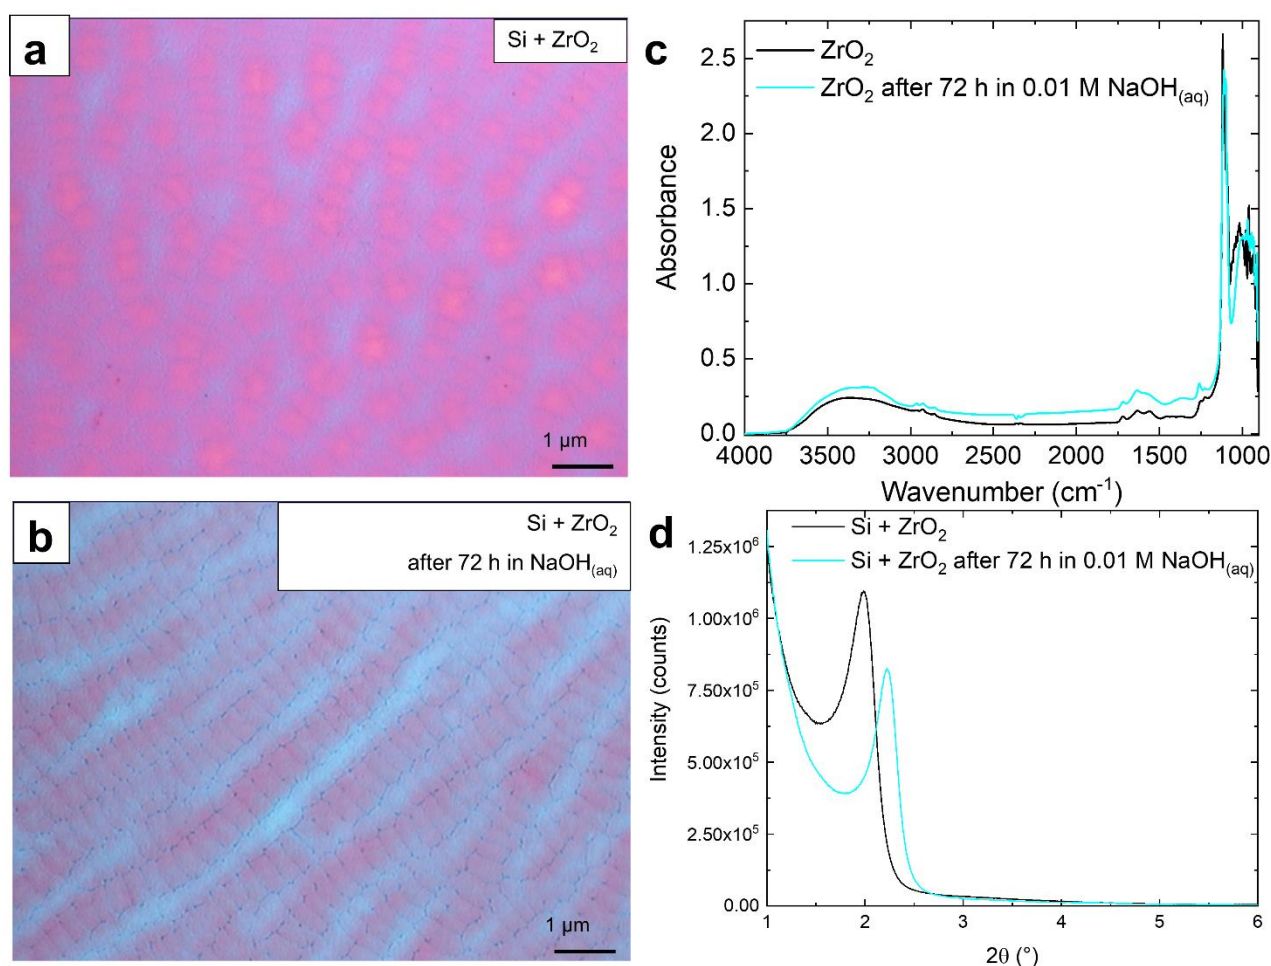 a
Si + ZrO₂
1 µm
b
Si + ZrO₂
after 72 h in NaOH₍aq₎
1 µm
c
ZrO₂
ZrO₂ after 72 h in 0.01 M NaOH₍aq₎
Absorbance
2.5
2.0
1.5
1.0
0.5
0.0
4000 3500 3000 2500 2000 1500 1000
Wavenumber (cm⁻¹)
d
Si + ZrO₂
Si + ZrO₂ after 72 h in 0.01 M NaOH₍aq₎
Intensity (counts)
1.25x10⁶
1.00x10⁶
7.50x10⁵
5.00x10⁵
2.50x10⁵
0.00
1 2 3 4 5 6
2θ (°)